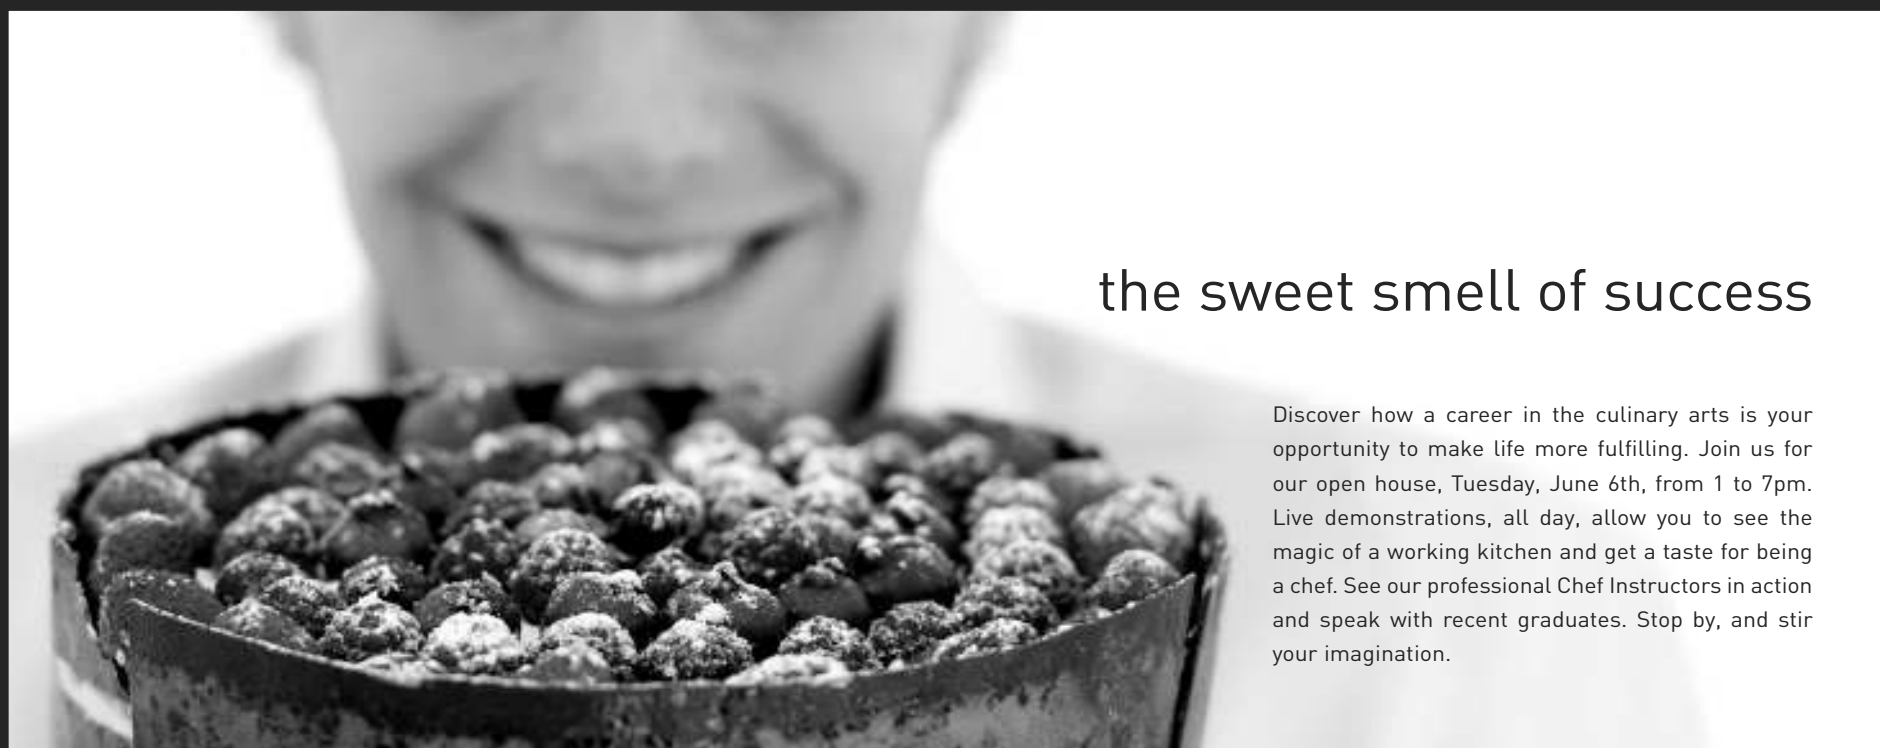 the sweet smell of success
Discover how a career in the culinary arts is your
opportunity to make life more fulfilling. Join us for
our open house, Tuesday, June 6th, from 1 to 7pm.
Live demonstrations, all day, allow you to see the
magic of a working kitchen and get a taste for being
a chef. See our professional Chef Instructors in action
and speak with recent graduates. Stop by, and stir
your imagination.